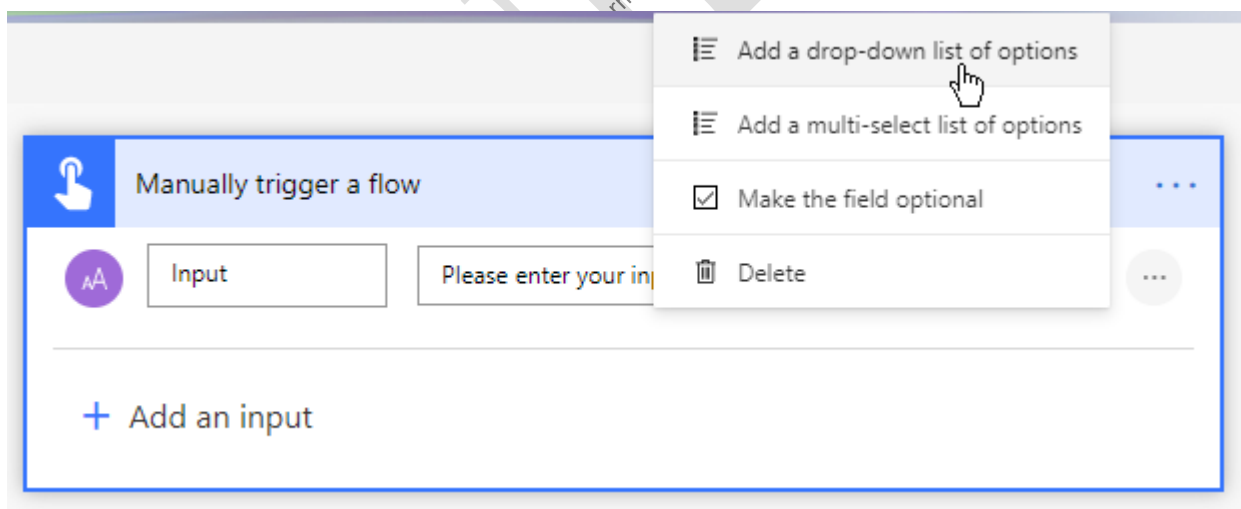 Add a drop-down list of options
Add a multi-select list of options
Manually trigger a flow
...
Make the field optional
AA
Input
Please enter your in
Delete
...
+ Add an input